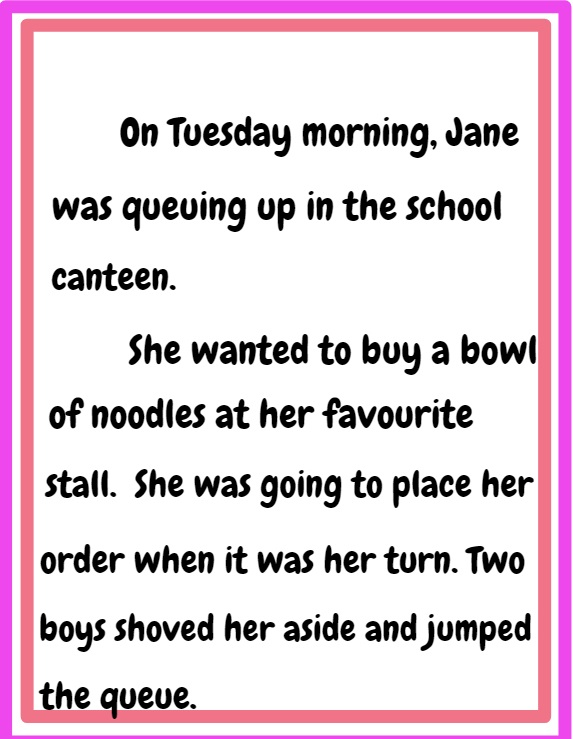 On Tuesday morning, Jane
was queuing up in the school
canteen.
She wanted to buy a bowl
of noodles at her favourite
stall. She was going to place her
order when it was her turn. Two
boys shoved her aside and jumped
the queue.